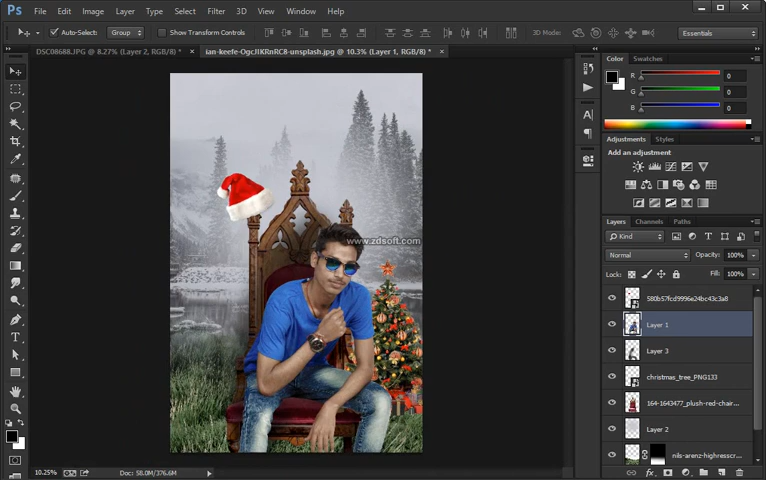 Ps File Edit Image Layer Type Select Filter 3D View Window Help
Auto-Select: Group Show Transform Controls 3D Mode: Essentials
DSC08688.JPG @ 8.27% (Layer 2, RGB/8) * × ian-keefe-OgcJIKRnRC8-unsplash.jpg @ 10.3% (Layer 1, RGB/8) * ×
Color Swatches
R 0
G 0
B 0
Adjustments Styles
Add an adjustment
Layers Channels Paths
Kind
Normal Opacity: 100%
Lock: Fill: 100%
580b57fcd9996e24bc43c3a8
Layer 1
Layer 3
christmas_tree_PNG133
164-1643477_plush-red-chair...
Layer 2
nils-arenz-highresscr...
www.zdsoft.com
10.25% Doc: 58.0M/376.6M